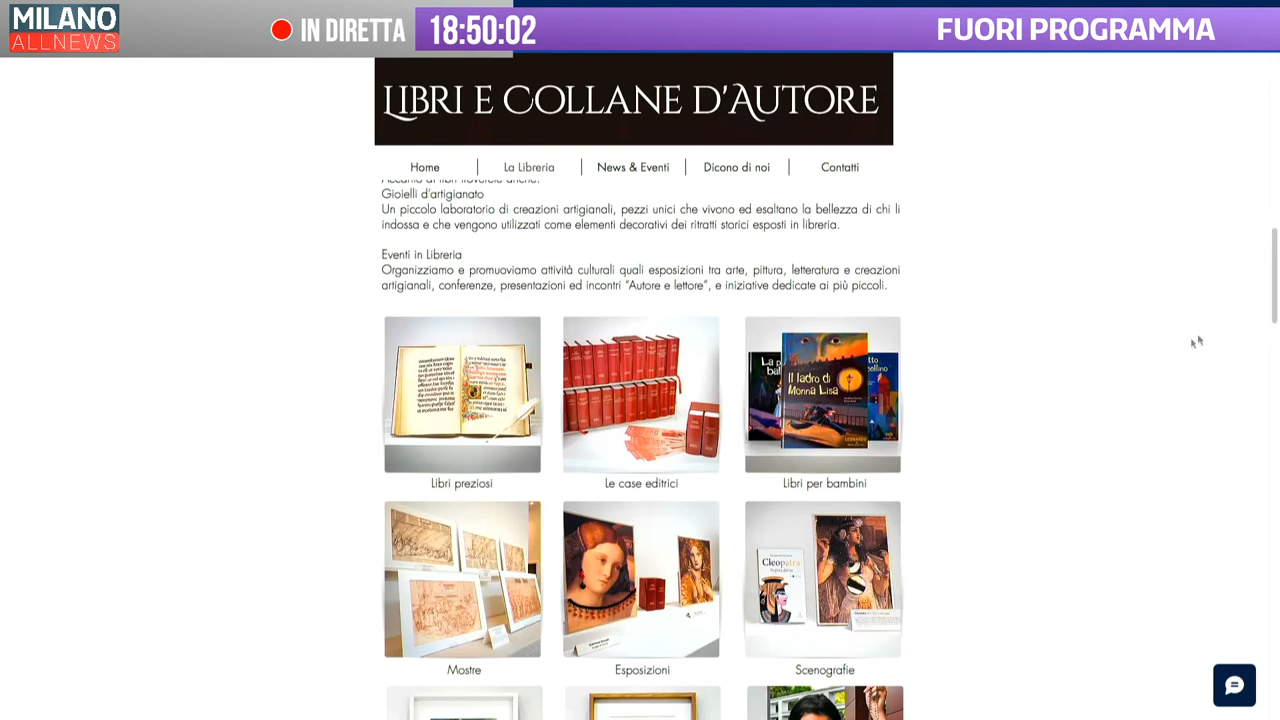 MILANO
ALLNEWS
IN DIRETTA
18:50:02
FUORI PROGRAMMA
LIBRI E COLLANE D'AUTORE
Home
La Libreria
News & Eventi
Dicono di noi
Contatti
Gioielli d'artigianato
Un piccolo laboratorio di creazioni artigianali, pezzi unici che vivono ed esaltano la bellezza di chi li
indossa e che vengono utilizzati come elementi decorativi dei ritratti storici esposti in libreria.
Eventi in Libreria
Organizziamo e promuoviamo attività culturali quali esposizioni tra arte, pittura, letteratura e creazioni
artigianali, conferenze, presentazioni ed incontri "Autore e lettore", e iniziative dedicate ai più piccoli.
Il ladro di
Monna Lisa
LEONARDO
Libri preziosi
Le case editrici
Libri per bambini
Cleopatra
Mostre
Esposizioni
Scenografie